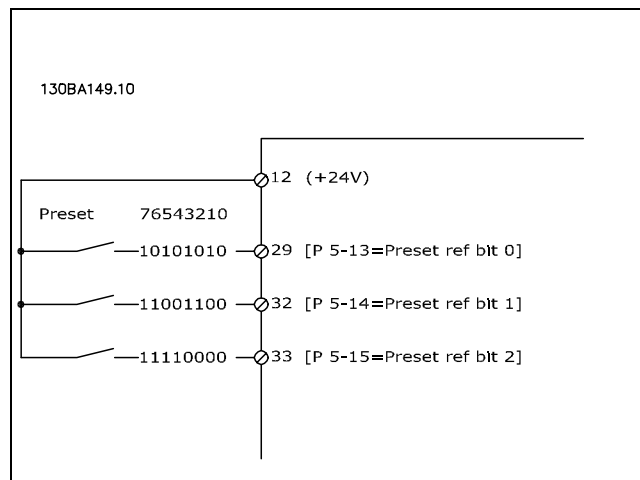 130BA149.10
12 (+24V)
Preset 76543210
10101010 29 [P 5-13=Preset ref bit 0]
11001100 32 [P 5-14=Preset ref bit 1]
11110000 33 [P 5-15=Preset ref bit 2]